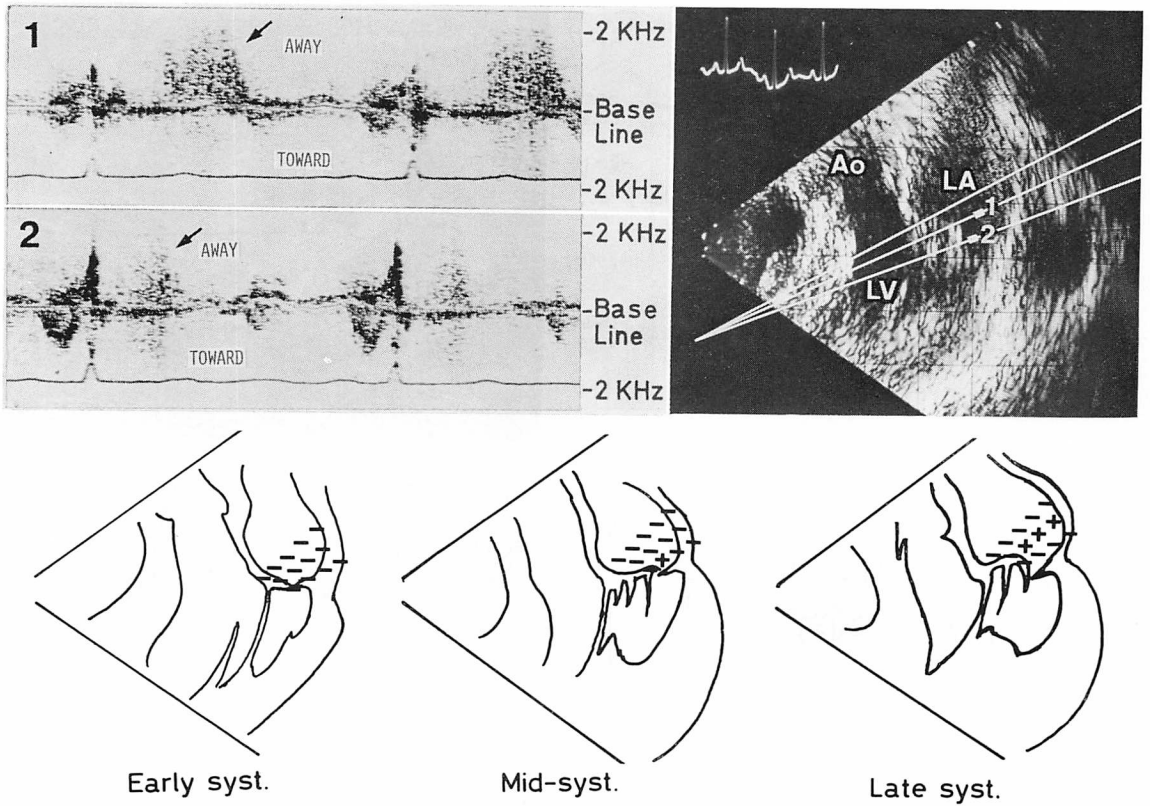 1
AWAY
TOWARD
-2 KHz
-Base
Line
-2 KHz
2
AWAY
TOWARD
-2 KHz
-Base
Line
-2 KHz
Ao
LA
1
2
LV
Early syst.
Mid-syst.
Late syst.